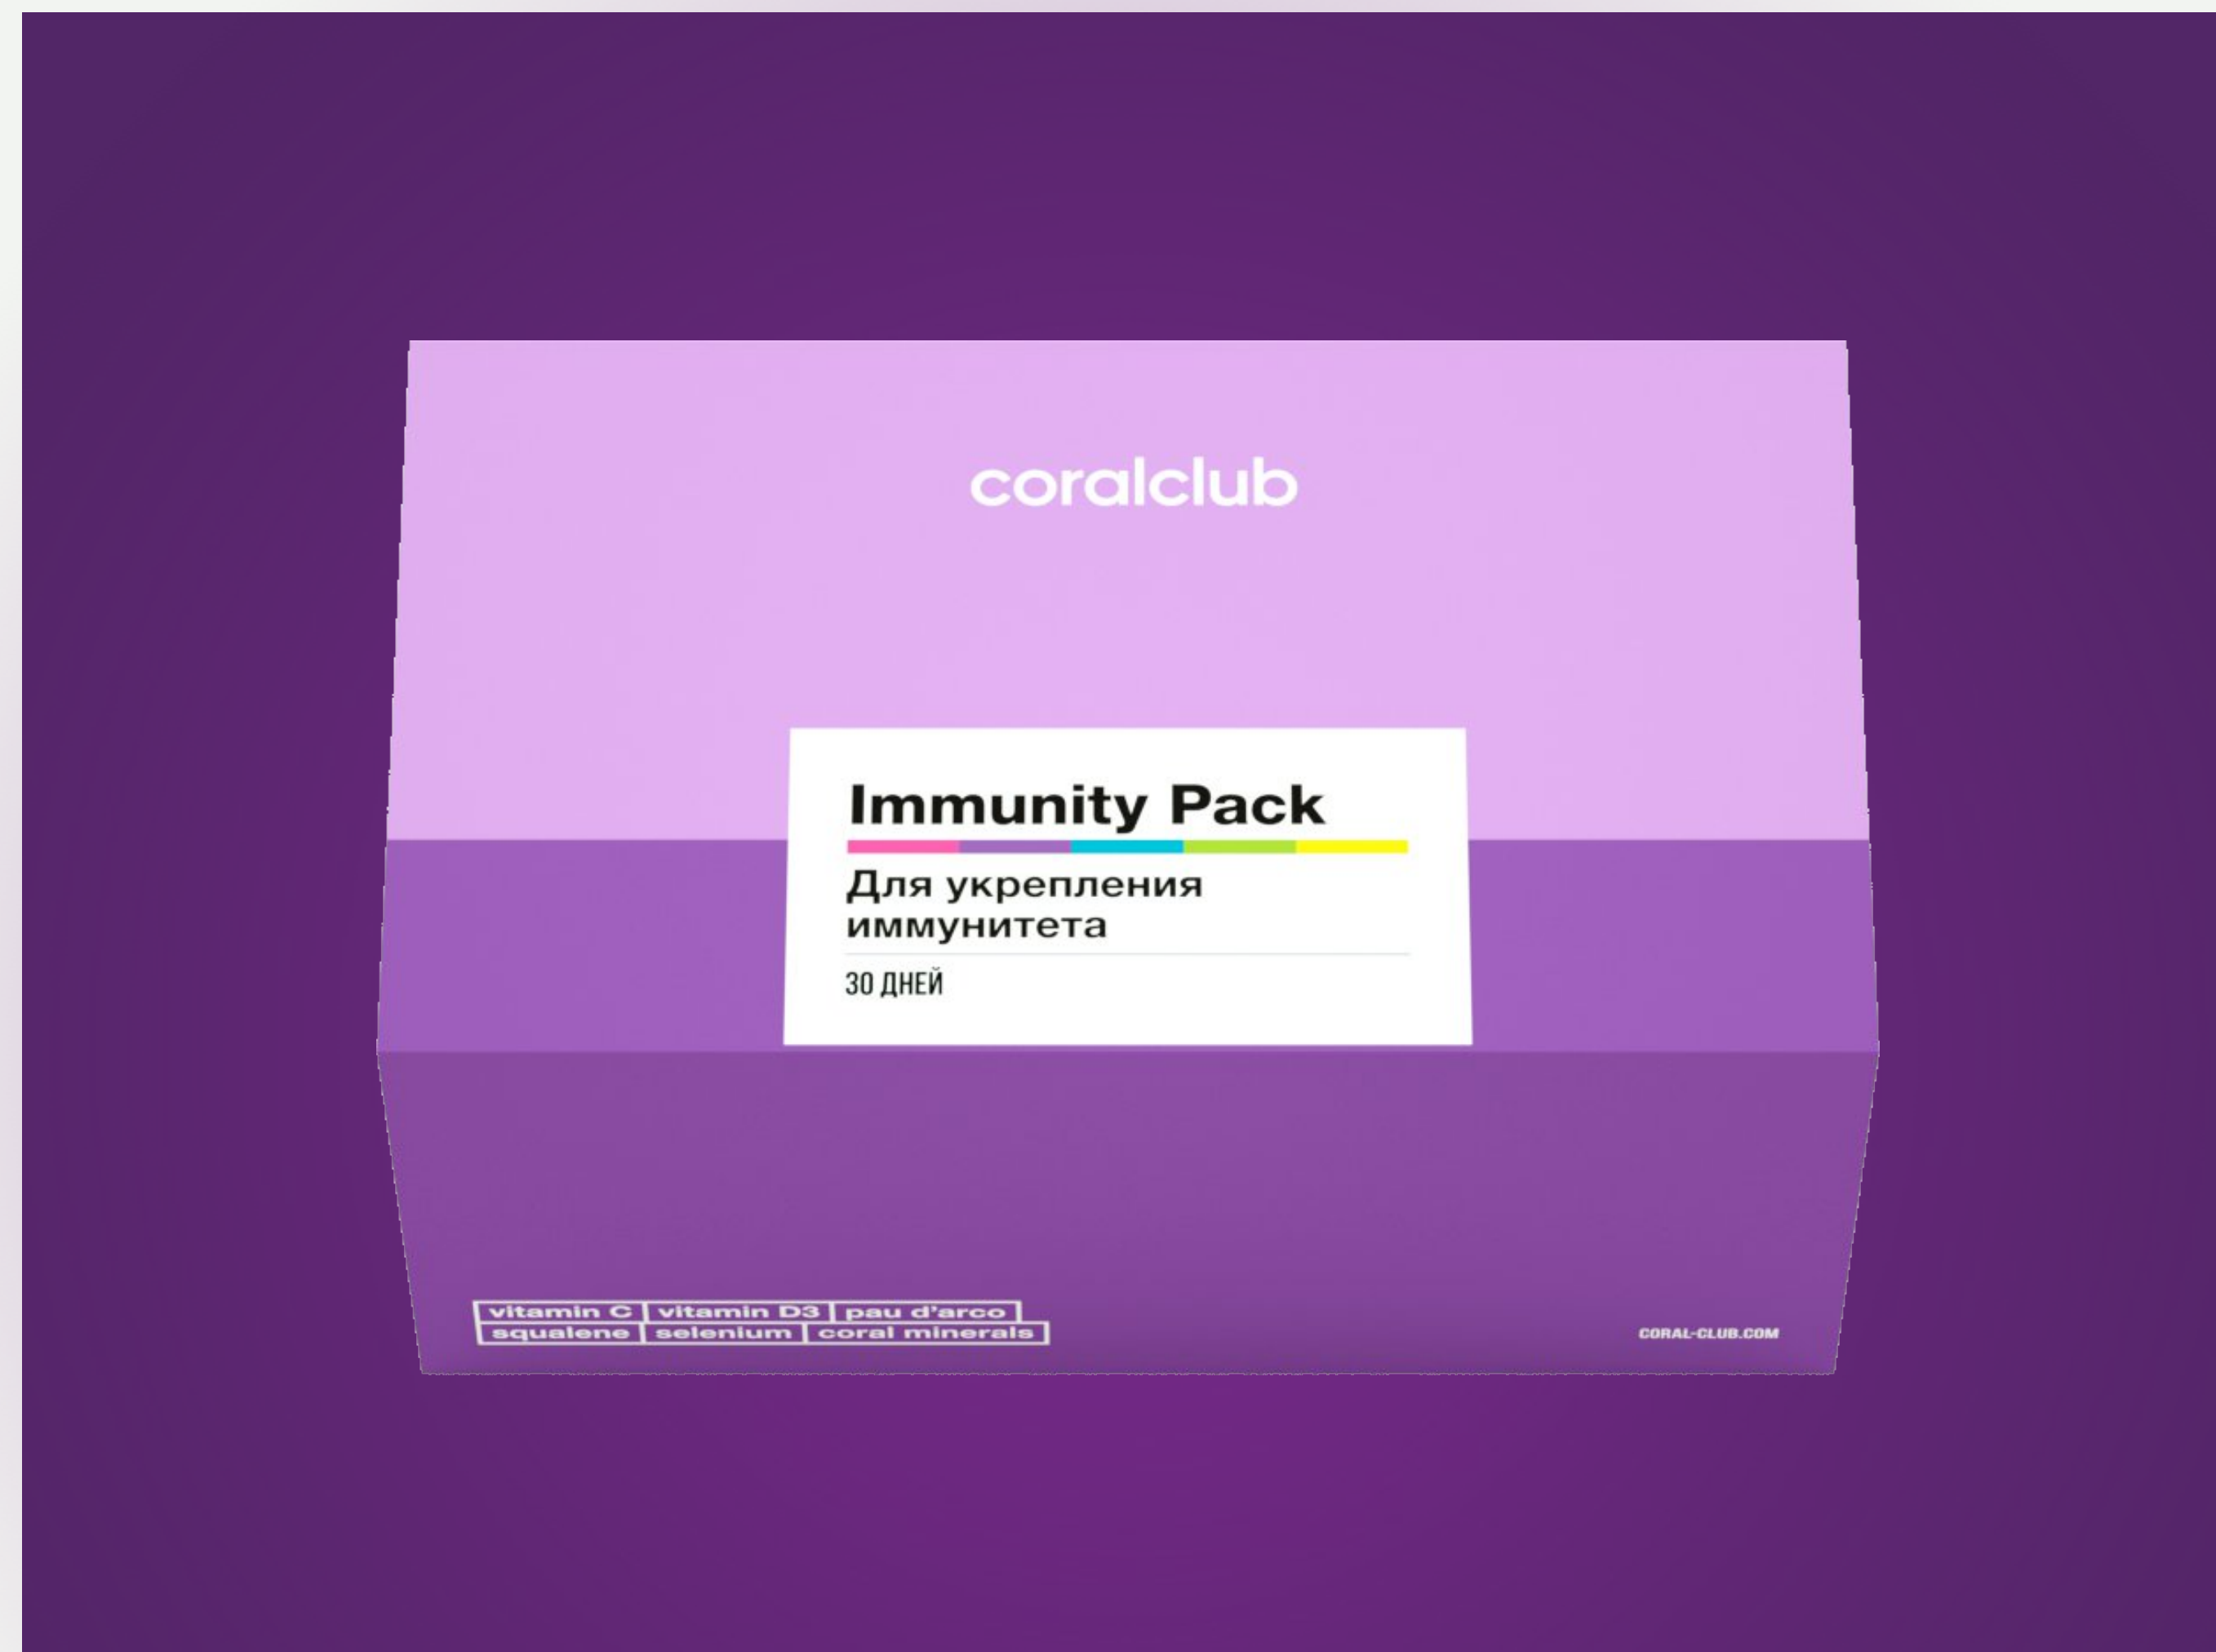 coralclub
Immunity Pack
Для укрепления
иммунитета
30 ДНЕЙ
vitamin C vitamin D3 pau d'arco
squalene selenium coral minerals
CORAL-CLUB.COM